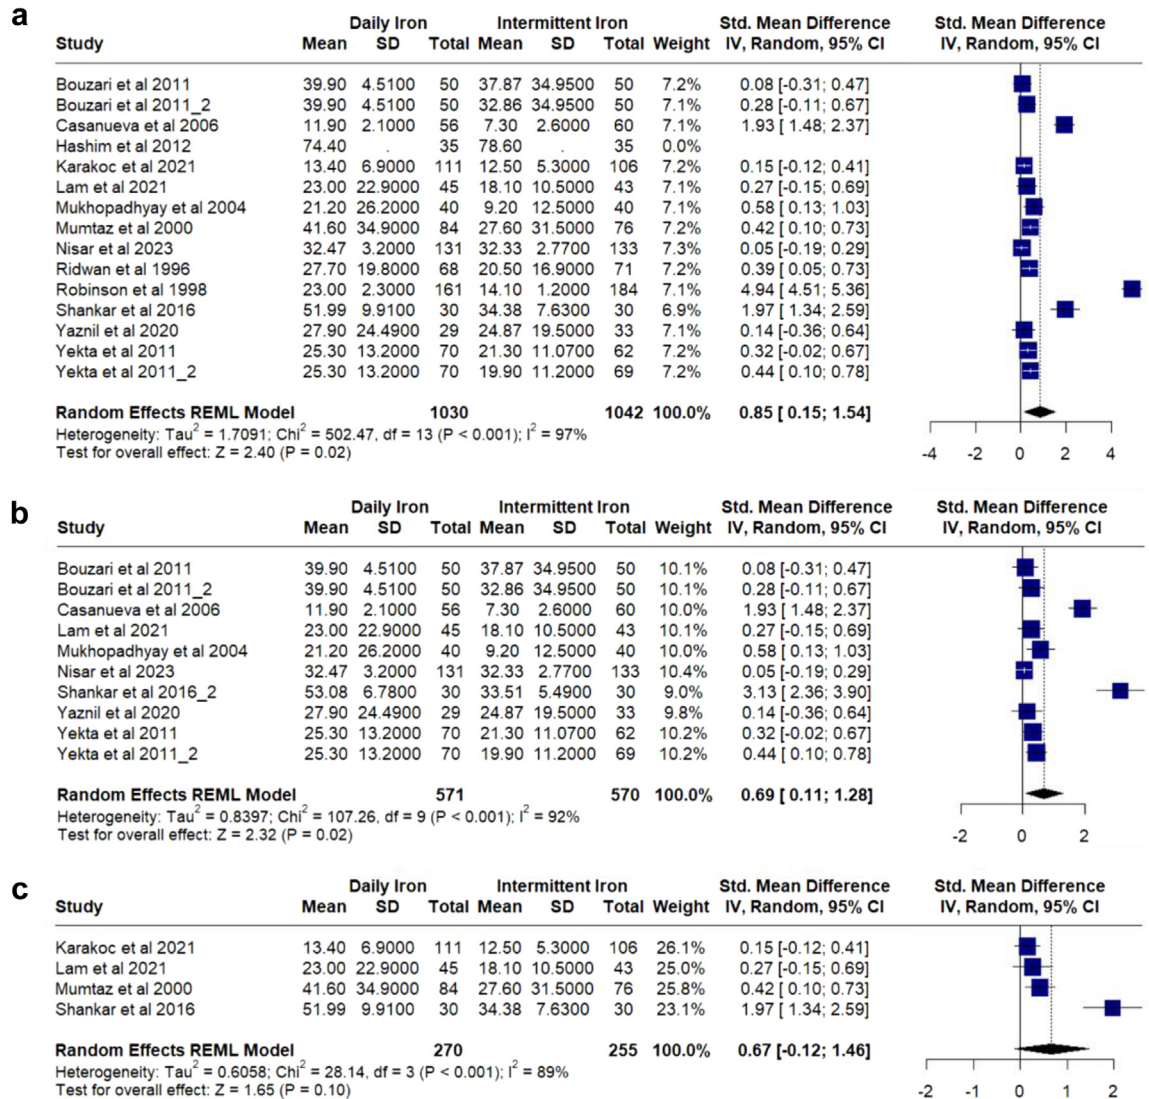 a
Daily Iron Intermittent Iron Std. Mean Difference Std. Mean Difference
Study Mean SD Total Mean SD Total Weight IV, Random, 95% CI IV, Random, 95% CI
Bouzari et al 2011 39.90 4.5100 50 37.87 34.9500 50 7.2% 0.08 [-0.31; 0.47]
Bouzari et al 2011_2 39.90 4.5100 50 32.86 34.9500 50 7.1% 0.28 [-0.11; 0.67]
Casanueva et al 2006 11.90 2.1000 56 7.30 2.6000 60 7.1% 1.93 [ 1.48; 2.37]
Hashim et al 2012 74.40 . 35 78.60 . 35 0.0%
Karakoc et al 2021 13.40 6.9000 111 12.50 5.3000 106 7.2% 0.15 [-0.12; 0.41]
Lam et al 2021 23.00 22.9000 45 18.10 10.5000 43 7.1% 0.27 [-0.15; 0.69]
Mukhopadhyay et al 2004 21.20 26.2000 40 9.20 12.5000 40 7.1% 0.58 [ 0.13; 1.03]
Mumtaz et al 2000 41.60 34.9000 84 27.60 31.5000 76 7.2% 0.42 [ 0.10; 0.73]
Nisar et al 2023 32.47 3.2000 131 32.33 2.7700 133 7.3% 0.05 [-0.19; 0.29]
Ridwan et al 1996 27.70 19.8000 68 20.50 16.9000 71 7.2% 0.39 [ 0.05; 0.73]
Robinson et al 1998 23.00 2.3000 161 14.10 1.2000 184 7.1% 4.94 [ 4.51; 5.36]
Shankar et al 2016 51.99 9.9100 30 34.38 7.6300 30 6.9% 1.97 [ 1.34; 2.59]
Yaznil et al 2020 27.90 24.4900 29 24.87 19.5000 33 7.1% 0.14 [-0.36; 0.64]
Yekta et al 2011 25.30 13.2000 70 21.30 11.0700 62 7.2% 0.32 [-0.02; 0.67]
Yekta et al 2011_2 25.30 13.2000 70 19.90 11.2000 69 7.2% 0.44 [ 0.10; 0.78]
Random Effects REML Model 1030 1042 100.0% 0.85 [ 0.15; 1.54]
Heterogeneity: Tau² = 1.7091; Chi² = 502.47, df = 13 (P < 0.001); I² = 97%
Test for overall effect: Z = 2.40 (P = 0.02)
-4 -2 0 2 4
b
Daily Iron Intermittent Iron Std. Mean Difference Std. Mean Difference
Study Mean SD Total Mean SD Total Weight IV, Random, 95% CI IV, Random, 95% CI
Bouzari et al 2011 39.90 4.5100 50 37.87 34.9500 50 10.1% 0.08 [-0.31; 0.47]
Bouzari et al 2011_2 39.90 4.5100 50 32.86 34.9500 50 10.1% 0.28 [-0.11; 0.67]
Casanueva et al 2006 11.90 2.1000 56 7.30 2.6000 60 10.0% 1.93 [ 1.48; 2.37]
Lam et al 2021 23.00 22.9000 45 18.10 10.5000 43 10.1% 0.27 [-0.15; 0.69]
Mukhopadhyay et al 2004 21.20 26.2000 40 9.20 12.5000 40 10.0% 0.58 [ 0.13; 1.03]
Nisar et al 2023 32.47 3.2000 131 32.33 2.7700 133 10.4% 0.05 [-0.19; 0.29]
Shankar et al 2016_2 53.08 6.7800 30 33.51 5.4900 30 9.0% 3.13 [ 2.36; 3.90]
Yaznil et al 2020 27.90 24.4900 29 24.87 19.5000 33 9.8% 0.14 [-0.36; 0.64]
Yekta et al 2011 25.30 13.2000 70 21.30 11.0700 62 10.2% 0.32 [-0.02; 0.67]
Yekta et al 2011_2 25.30 13.2000 70 19.90 11.2000 69 10.2% 0.44 [ 0.10; 0.78]
Random Effects REML Model 571 570 100.0% 0.69 [ 0.11; 1.28]
Heterogeneity: Tau² = 0.8397; Chi² = 107.26, df = 9 (P < 0.001); I² = 92%
Test for overall effect: Z = 2.32 (P = 0.02)
-2 0 2
c
Daily Iron Intermittent Iron Std. Mean Difference Std. Mean Difference
Study Mean SD Total Mean SD Total Weight IV, Random, 95% CI IV, Random, 95% CI
Karakoc et al 2021 13.40 6.9000 111 12.50 5.3000 106 26.1% 0.15 [-0.12; 0.41]
Lam et al 2021 23.00 22.9000 45 18.10 10.5000 43 25.0% 0.27 [-0.15; 0.69]
Mumtaz et al 2000 41.60 34.9000 84 27.60 31.5000 76 25.8% 0.42 [ 0.10; 0.73]
Shankar et al 2016 51.99 9.9100 30 34.38 7.6300 30 23.1% 1.97 [ 1.34; 2.59]
Random Effects REML Model 270 255 100.0% 0.67 [-0.12; 1.46]
Heterogeneity: Tau² = 0.6058; Chi² = 28.14, df = 3 (P < 0.001); I² = 89%
Test for overall effect: Z = 1.65 (P = 0.10)
-2 -1 0 1 2